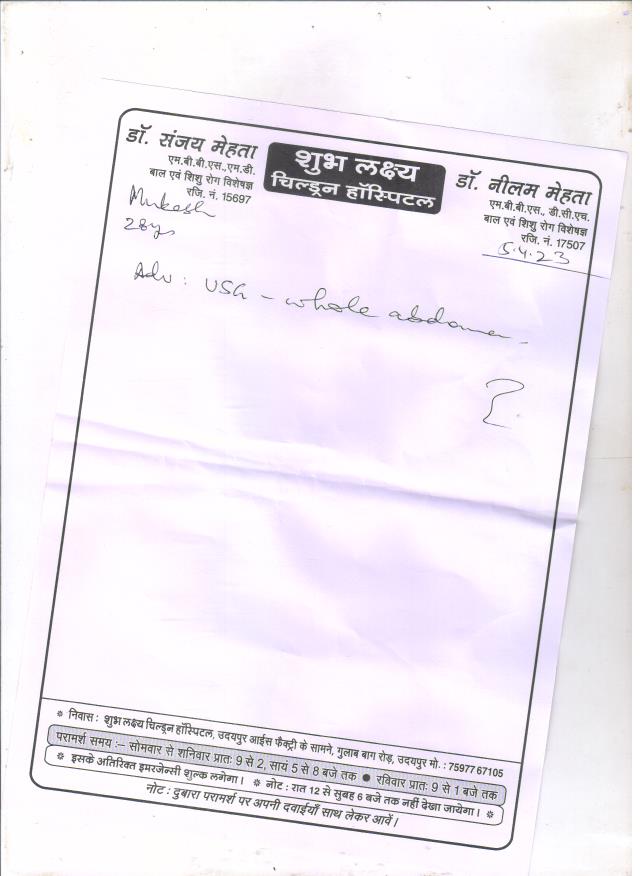 डॉ. संजय मेहता
एम.बी.बी.एस.,एम.डी.
बाल एवं शिशु रोग विशेषज्ञ
रजि. नं. 15697
शुभ लक्ष्य
चिल्ड्रन हॉस्पिटल
डॉ. नीलम मेहता
एम.बी.बी.एस., डी.सी.एच.
बाल एवं शिशु रोग विशेषज्ञ
रजि. नं. 17507
Mukesh
28ys
5.4.23
Adv : USG - whole abdomen.
* निवास : शुभ लक्ष्य चिल्ड्रन हॉस्पिटल, उदयपुर आईस फैक्ट्री के सामने, गुलाब बाग रोड़, उदयपुर मो. : 7597767105
परामर्श समय :– सोमवार से शनिवार प्रातः 9 से 2, सायं 5 से 8 बजे तक ● रविवार प्रातः 9 से 1 बजे तक
* इसके अतिरिक्त इमरजेन्सी शुल्क लगेगा। * नोट : रात 12 से सुबह 6 बजे तक नहीं देखा जायेगा। *
नोट : दुबारा परामर्श पर अपनी दवाईयाँ साथ लेकर आवें।